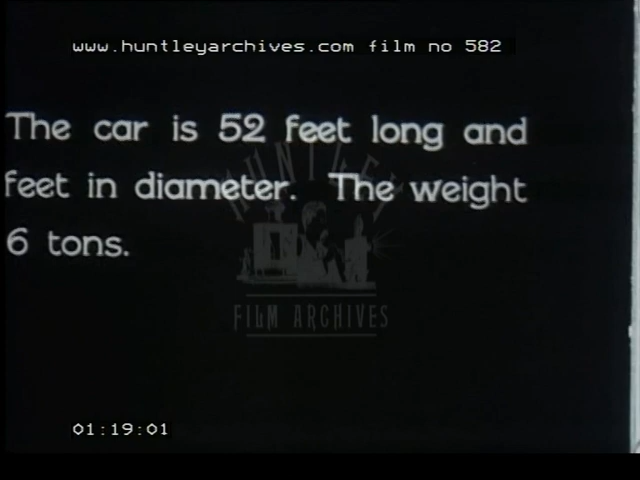 www.huntleyarchives.com film no 582
The car is 52 feet long and
feet in diameter. The weight
6 tons.
HUNTLEY
FILM ARCHIVES
01:19:01